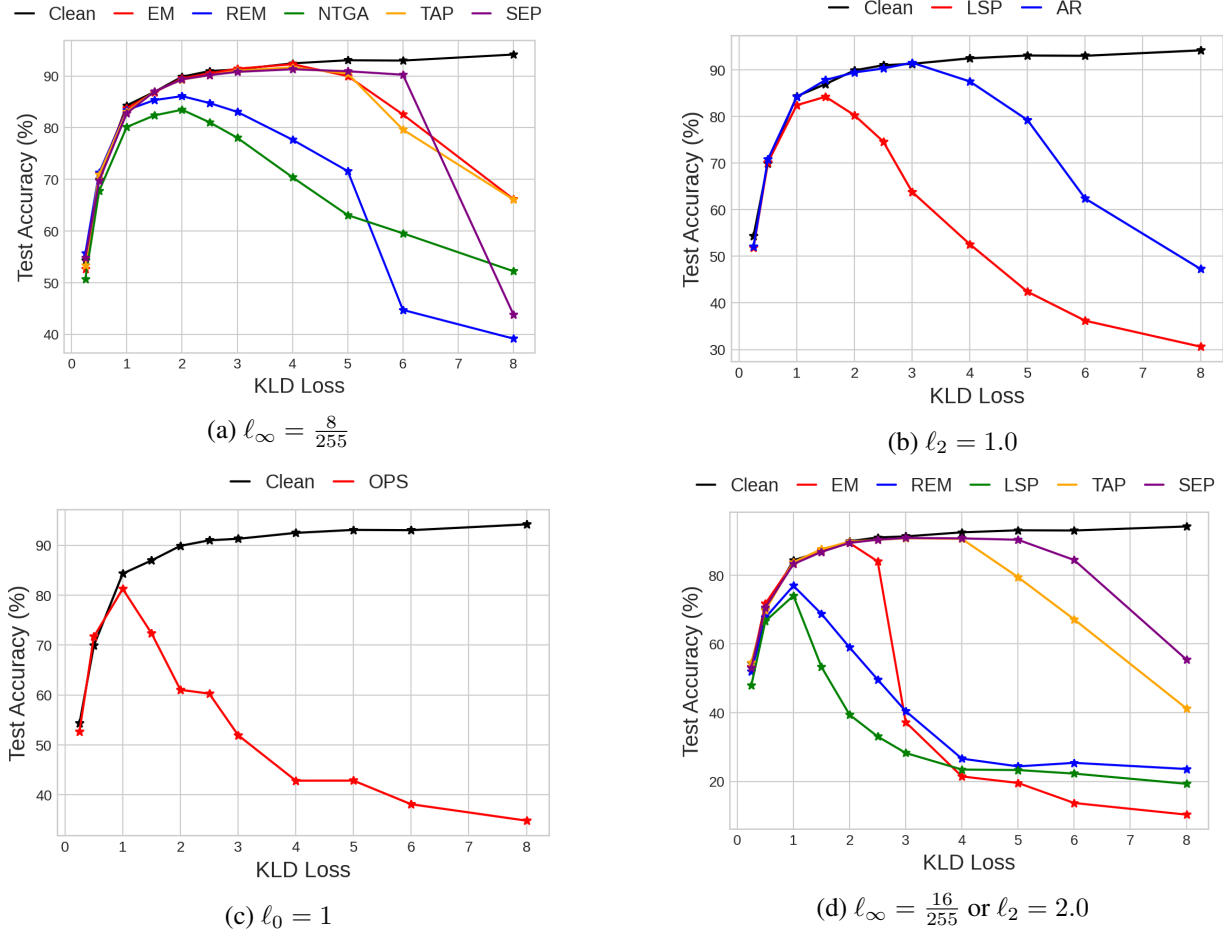 Clean EM REM NTGA TAP SEP
90
80
70
60
50
40
Test Accuracy (%)
0 1 2 3 4 5 6 7 8
KLD Loss
(a) ℓ∞ = 8/255
Clean LSP AR
90
80
70
60
50
40
30
Test Accuracy (%)
0 1 2 3 4 5 6 7 8
KLD Loss
(b) ℓ2 = 1.0
Clean OPS
90
80
70
60
50
40
Test Accuracy (%)
0 1 2 3 4 5 6 7 8
KLD Loss
(c) ℓ0 = 1
Clean EM REM LSP TAP SEP
80
60
40
20
Test Accuracy (%)
0 1 2 3 4 5 6 7 8
KLD Loss
(d) ℓ∞ = 16/255 or ℓ2 = 2.0